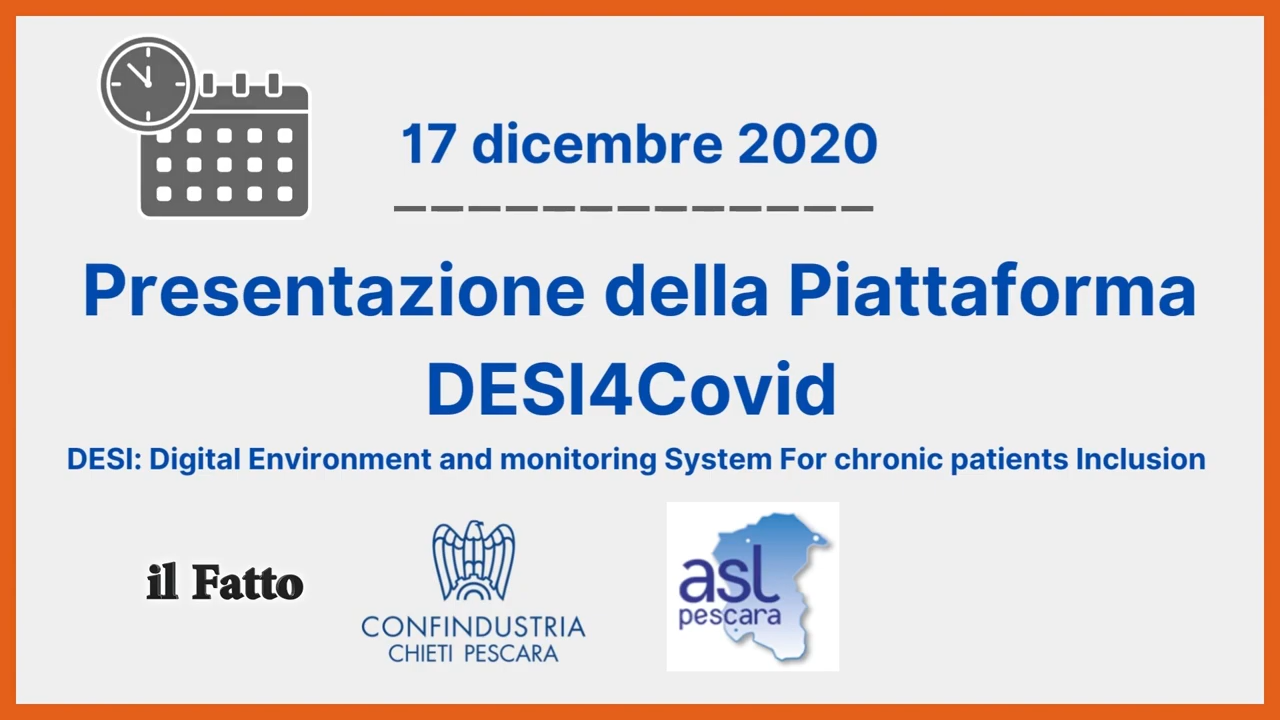 17 dicembre 2020
Presentazione della Piattaforma
DESI4Covid
DESI: Digital Environment and monitoring System For chronic patients Inclusion
il Fatto
CONFINDUSTRIA
CHIETI PESCARA
asl
pescara